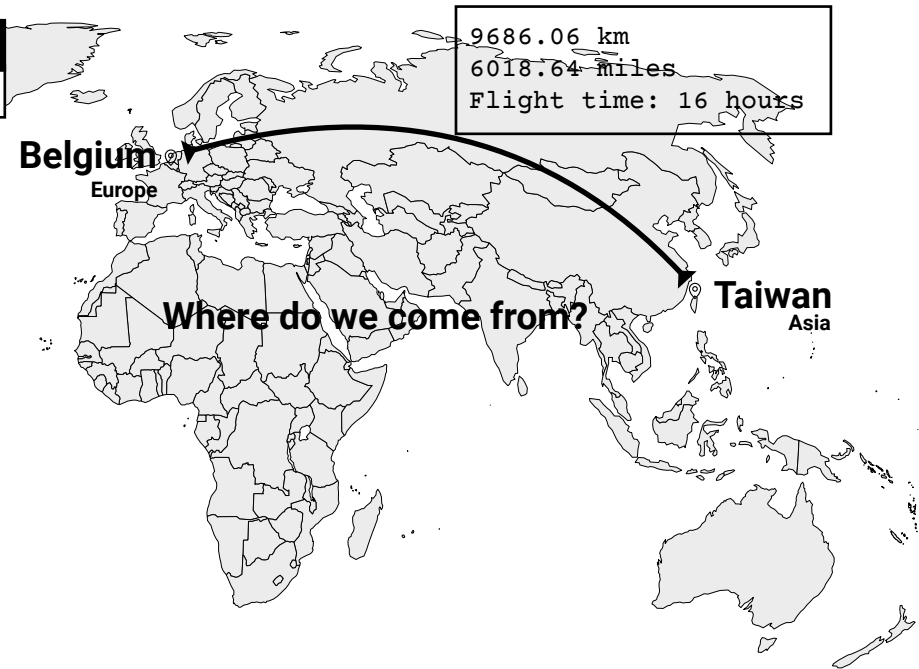 9686.06 km
6018.64 miles
Flight time: 16 hours
Belgium
Europe
Taiwan
Asia
Where do we come from?